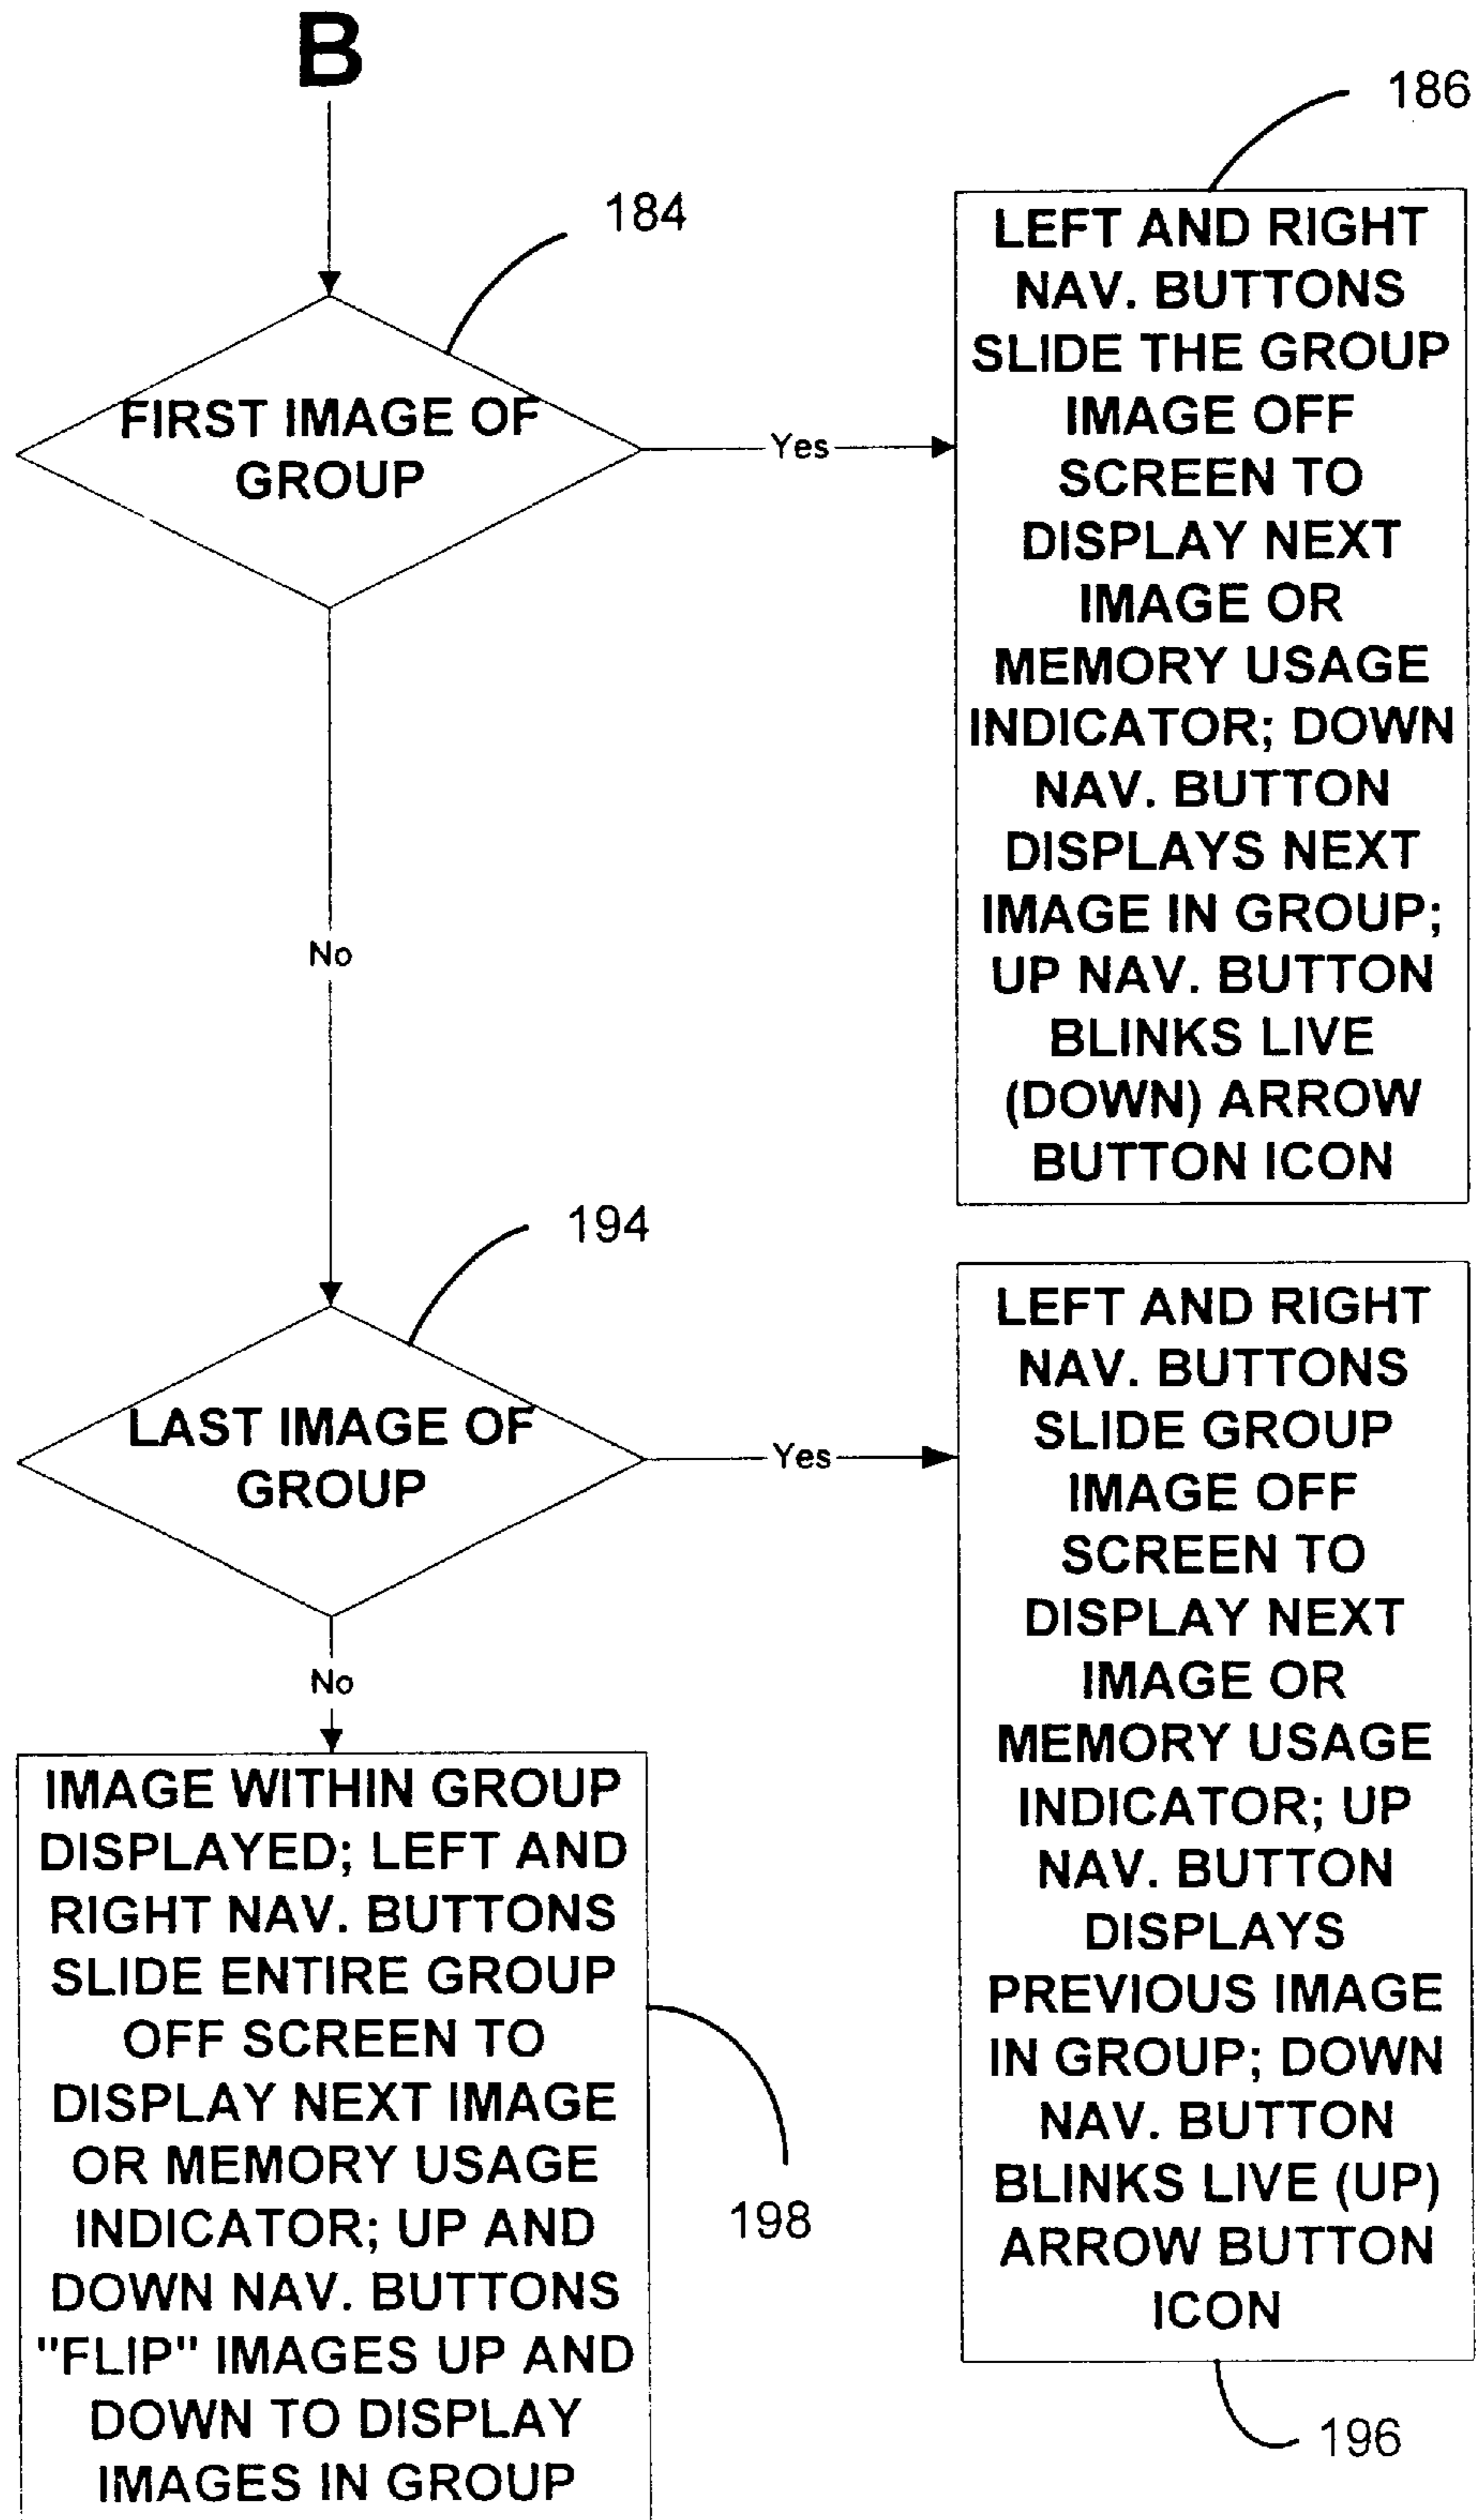 B
186
184
LEFT AND RIGHT
NAV. BUTTONS
SLIDE THE GROUP
IMAGE OFF
SCREEN TO
DISPLAY NEXT
IMAGE OR
MEMORY USAGE
INDICATOR; DOWN
NAV. BUTTON
DISPLAYS NEXT
IMAGE IN GROUP;
UP NAV. BUTTON
BLINKS LIVE
(DOWN) ARROW
BUTTON ICON
FIRST IMAGE OF
GROUP
Yes
No
194
LAST IMAGE OF
GROUP
Yes
LEFT AND RIGHT
NAV. BUTTONS
SLIDE GROUP
IMAGE OFF
SCREEN TO
DISPLAY NEXT
IMAGE OR
MEMORY USAGE
INDICATOR; UP
NAV. BUTTON
DISPLAYS
PREVIOUS IMAGE
IN GROUP; DOWN
NAV. BUTTON
BLINKS LIVE (UP)
ARROW BUTTON
ICON
196
No
IMAGE WITHIN GROUP
DISPLAYED; LEFT AND
RIGHT NAV. BUTTONS
SLIDE ENTIRE GROUP
OFF SCREEN TO
DISPLAY NEXT IMAGE
OR MEMORY USAGE
INDICATOR; UP AND
DOWN NAV. BUTTONS
"FLIP" IMAGES UP AND
DOWN TO DISPLAY
IMAGES IN GROUP
198